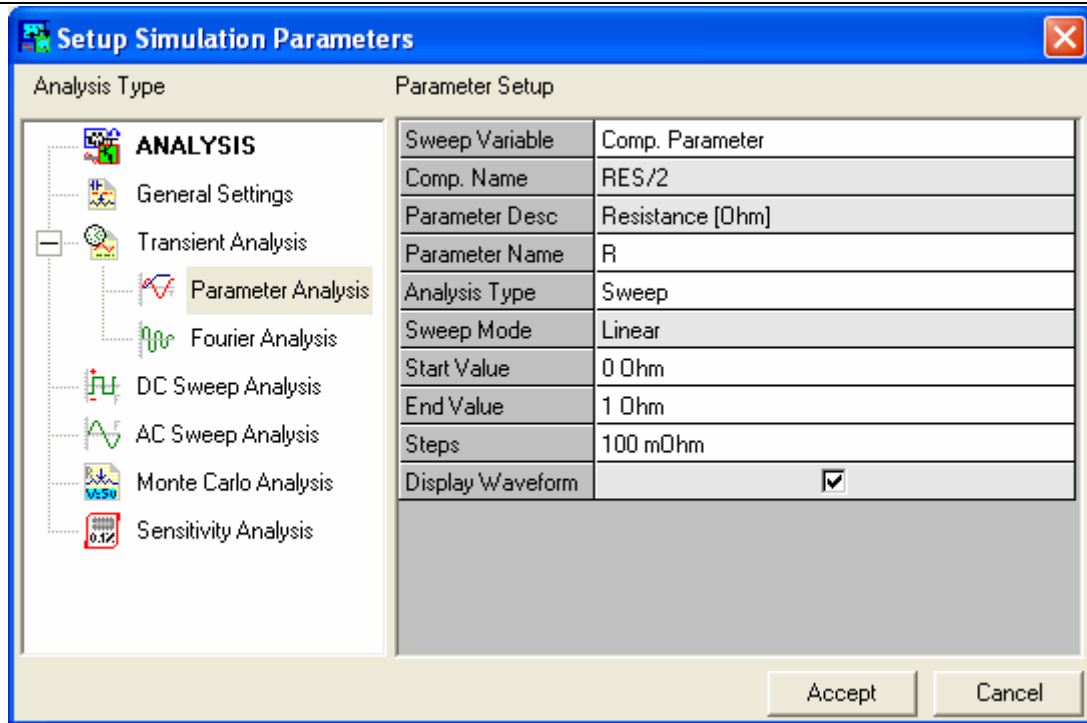 Setup Simulation Parameters
Analysis Type
Parameter Setup
ANALYSIS
General Settings
Transient Analysis
Parameter Analysis
Fourier Analysis
DC Sweep Analysis
AC Sweep Analysis
Monte Carlo Analysis
Sensitivity Analysis
Sweep Variable Comp. Parameter
Comp. Name RES/2
Parameter Desc Resistance [Ohm]
Parameter Name R
Analysis Type Sweep
Sweep Mode Linear
Start Value 0 Ohm
End Value 1 Ohm
Steps 100 mOhm
Display Waveform
Accept Cancel